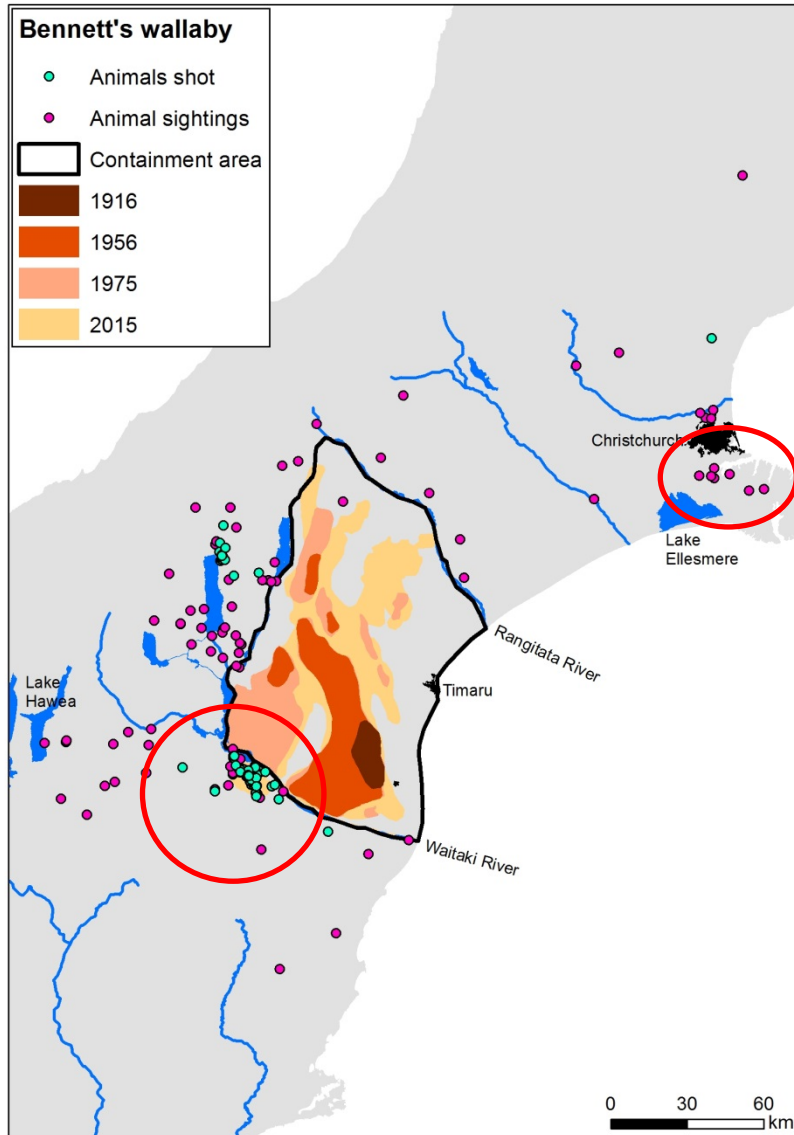 Bennett's wallaby
Animals shot
Animal sightings
Containment area
1916
1956
1975
2015
Christchurch
Lake
Ellesmere
Rangitata River
Timaru
Lake
Hawea
Waitaki River
0 30 60
km